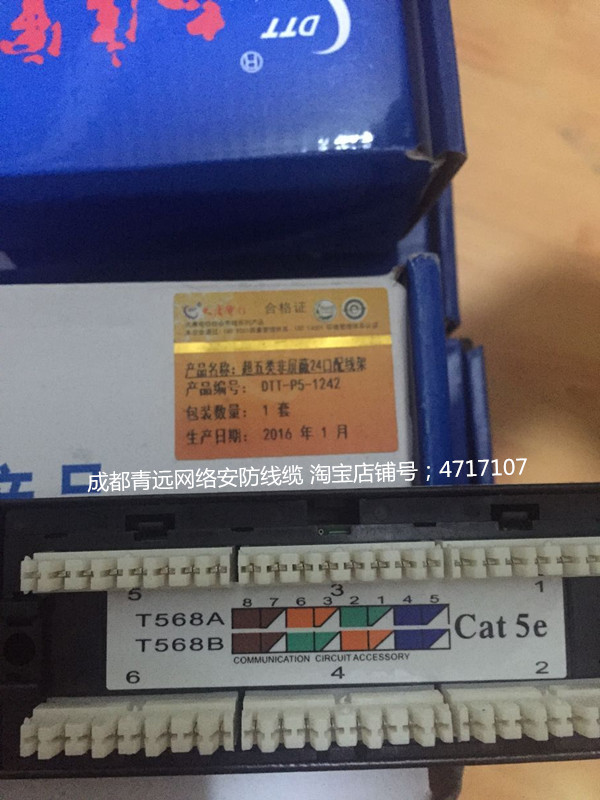 DTT
®
合格证
产品名称：超五类非屏蔽24口配线架
产品编号： DTT-P5-1242
包装数量： 1 套
生产日期： 2016 年 1 月
成都青远网络安防线缆 淘宝店铺号；4717107
5 3 1
8 7 6 3 2 1 4 5
T568A
T568B
Cat 5e
COMMUNICATION CIRCUIT ACCESSORY
6 4 2